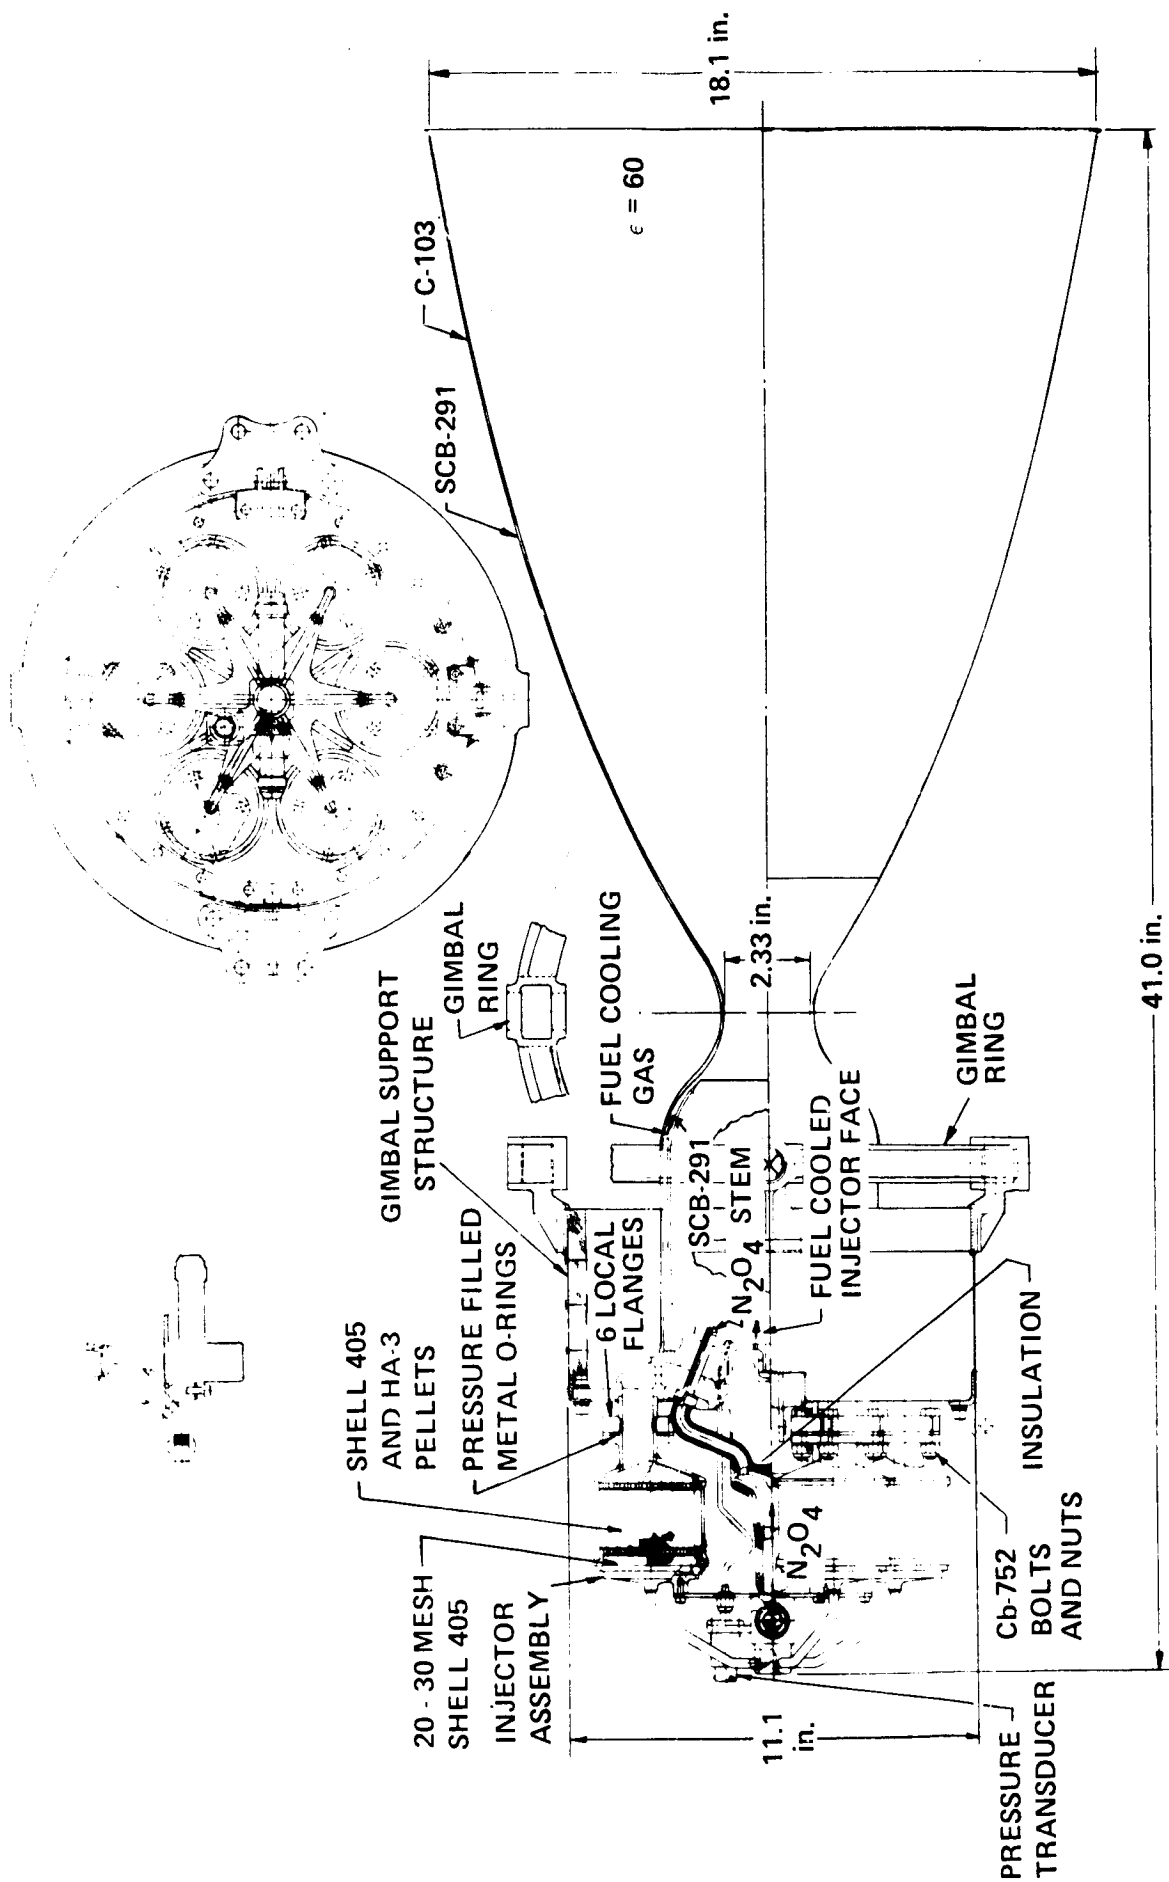 20 - 30 MESH
SHELL 405
INJECTOR
ASSEMBLY
SHELL 405
AND HA-3
PELLETS
PRESSURE FILLED
METAL O-RINGS
GIMBAL SUPPORT
STRUCTURE
GIMBAL
RING
6 LOCAL
FLANGES
FUEL COOLING
GAS
SCB-291
C-103
18.1 in.
ϵ = 60
2.33 in.
SCB-291
STEM
N₂O₄
N₂O₄
FUEL COOLED
INJECTOR FACE
GIMBAL
RING
11.1
in.
INSULATION
Cb-752
BOLTS
AND NUTS
PRESSURE
TRANSDUCER
41.0 in.